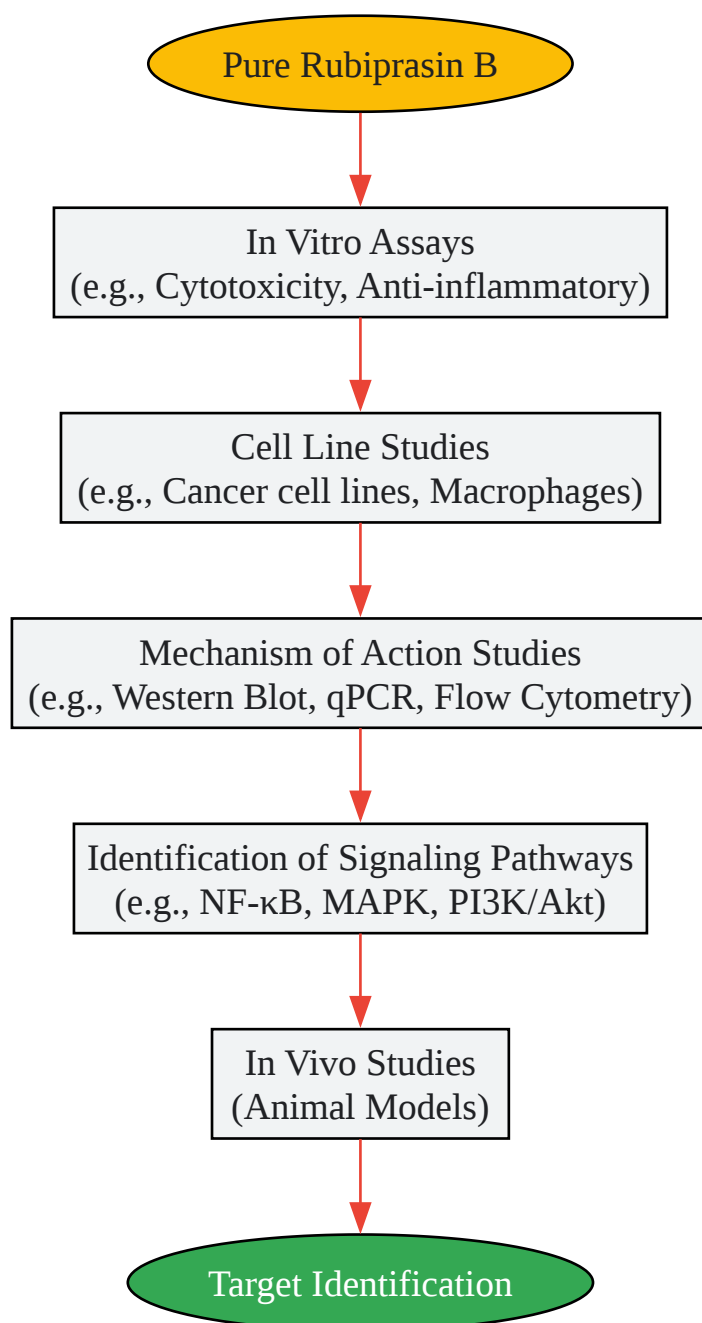 Pure Rubiprasin B
In Vitro Assays
(e.g., Cytotoxicity, Anti-inflammatory)
Cell Line Studies
(e.g., Cancer cell lines, Macrophages)
Mechanism of Action Studies
(e.g., Western Blot, qPCR, Flow Cytometry)
Identification of Signaling Pathways
(e.g., NF-κB, MAPK, PI3K/Akt)
In Vivo Studies
(Animal Models)
Target Identification